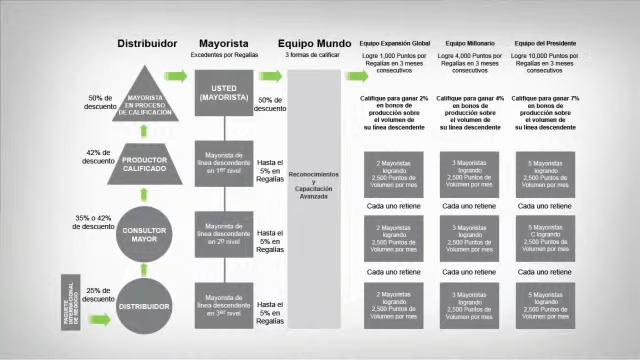 Distribuidor
50% de
descuento
MAYORISTA
EN PROCESO
DE CALIFICACIÓN
42% de
descuento
PRODUCTOR
CALIFICADO
35% o 42%
de descuento
CONSULTOR
MAYOR
25% de
descuento
DISTRIBUIDOR
PAQUETE
INTERNACIONAL
DE NEGOCIO
Mayorista
Excedentes por Regalías
USTED
(MAYORISTA)
50% de
descuento
Mayorista de
línea descendente
en 1er nivel
Hasta el
5% en
Regalías
Mayorista de
línea descendente
en 2º nivel
Hasta el
5% en
Regalías
Mayorista de
línea descendente
en 3er nivel
Hasta el
5% en
Regalías
Equipo Mundo
3 formas de calificar
Reconocimientos
y
Capacitación
Avanzada
Equipo Expansión Global
Logre 1,000 Puntos por
Regalías en 3 meses
consecutivos
Califique para ganar 2%
en bonos de
producción sobre
el volumen de
su línea descendente
2 Mayoristas
logrando
2,500 Puntos de
Volumen por mes
Cada uno retiene
2 Mayoristas
logrando
2,500 Puntos de
Volumen por mes
Cada uno retiene
2 Mayoristas
logrando
2,500 Puntos de
Volumen por mes
Equipo Millonario
Logre 4,000 Puntos por
Regalías en 3 meses
consecutivos
Califique para ganar 4%
en bonos de
producción sobre
el volumen de
su línea descendente
3 Mayoristas
logrando
2,500 Puntos de
Volumen por mes
Cada uno retiene
3 Mayoristas
logrando
2,500 Puntos de
Volumen por mes
Cada uno retiene
3 Mayoristas
logrando
2,500 Puntos de
Volumen por mes
Equipo del Presidente
Logre 10,000 Puntos por
Regalías en 3 meses
consecutivos
Califique para ganar 7%
en bonos de
producción sobre
el volumen de
su línea descendente
5 Mayoristas
logrando
2,500 Puntos de
Volumen por mes
Cada uno retiene
5 Mayoristas
C logrando
2,500 Puntos de
Volumen por mes
Cada uno retiene
5 Mayoristas
logrando
2,500 Puntos de
Volumen por mes